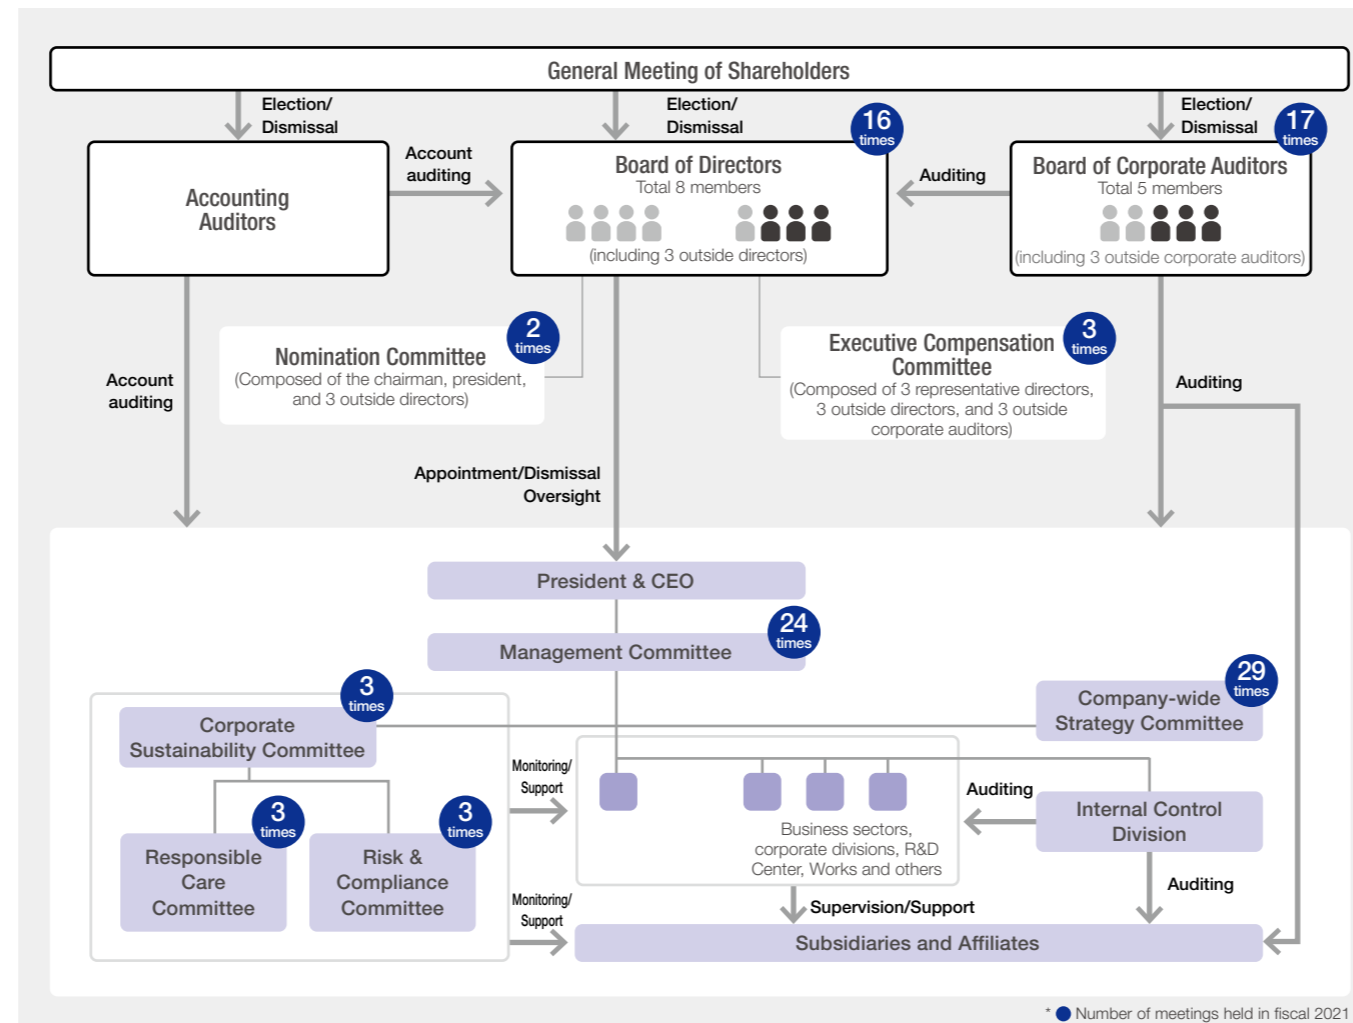 General Meeting of Shareholders
Election/
Dismissal
Election/
Dismissal
Election/
Dismissal
16
times
17
times
Accounting
Auditors
Account
auditing
Board of Directors
Total 8 members
(including 3 outside directors)
Auditing
Board of Corporate Auditors
Total 5 members
(including 3 outside corporate auditors)
2
times
Nomination Committee
(Composed of the chairman, president,
and 3 outside directors)
3
times
Executive Compensation
Committee
(Composed of 3 representative directors,
3 outside directors, and 3 outside
corporate auditors)
Account
auditing
Auditing
Appointment/Dismissal
Oversight
President & CEO
24
times
Management Committee
3
times
Corporate
Sustainability Committee
29
times
Company-wide
Strategy Committee
Monitoring/
Support
3
times
Responsible
Care
Committee
3
times
Risk &
Compliance
Committee
Business sectors,
corporate divisions, R&D
Center, Works and others
Auditing
Internal Control
Division
Monitoring/
Support
Supervision/Support
Auditing
Subsidiaries and Affiliates
* Number of meetings held in fiscal 2021